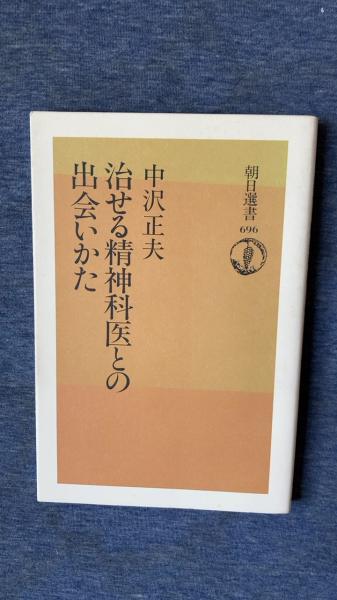 朝日選書
696
中沢正夫
治せる精神科医との
出会いかた